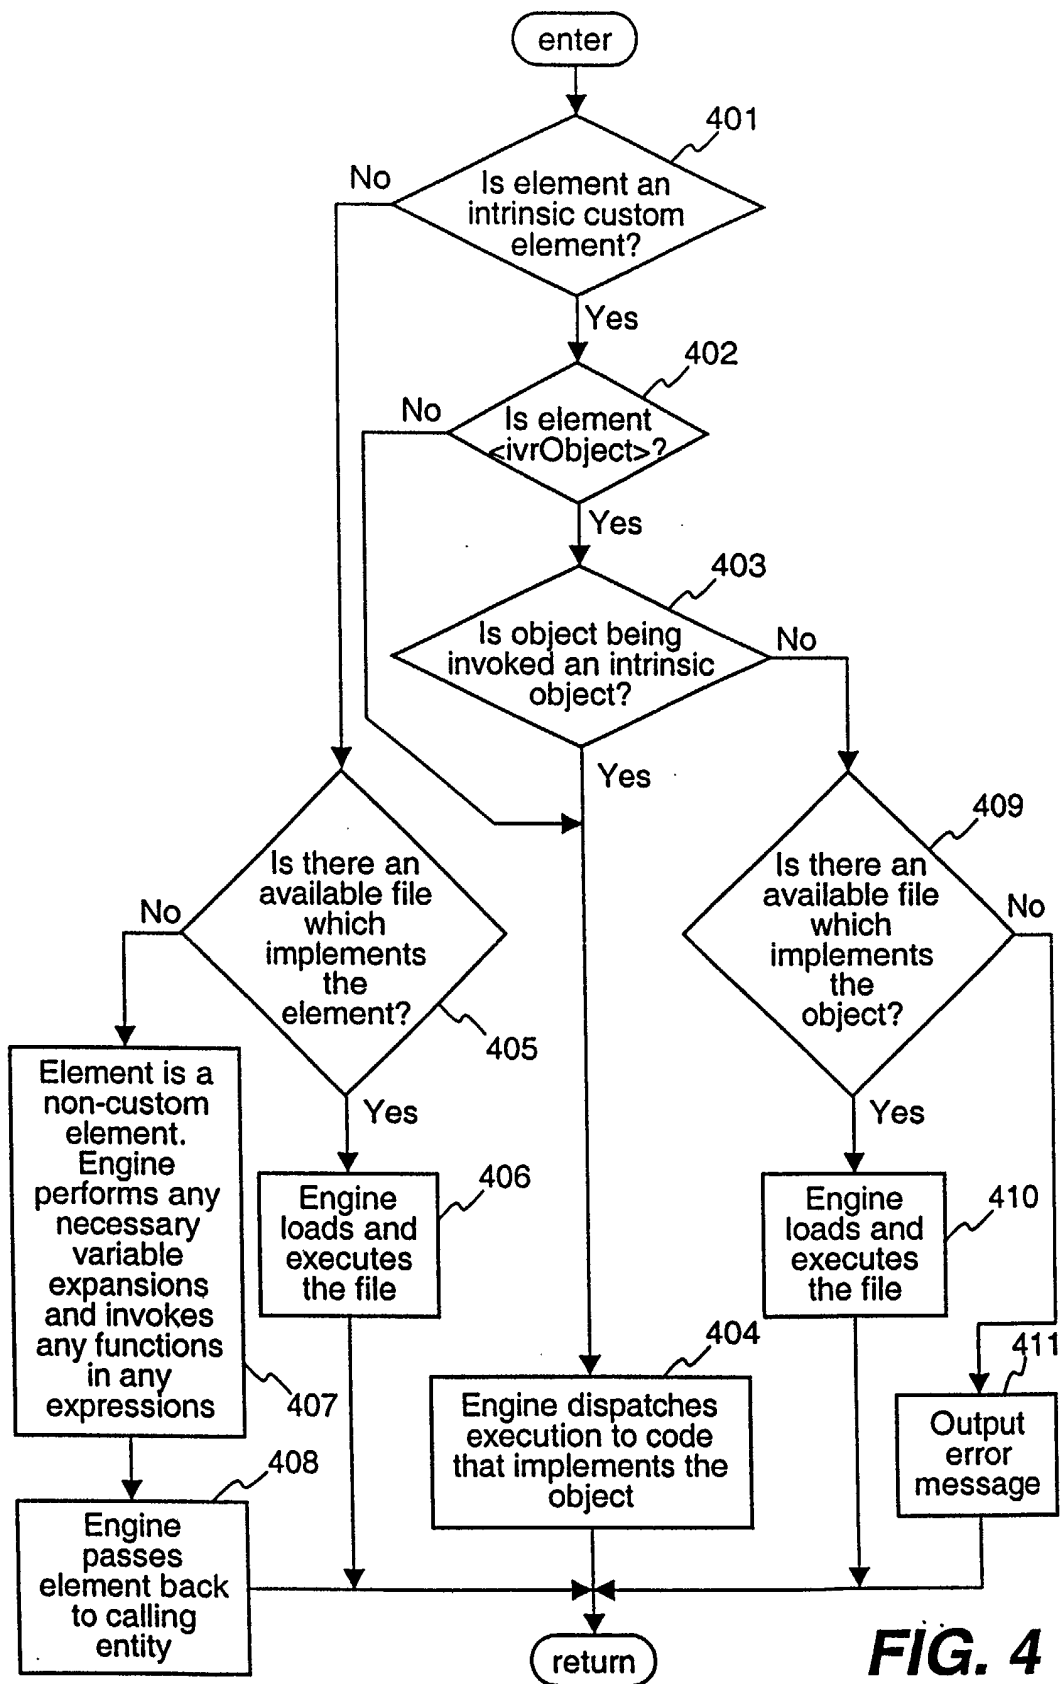 enter
401
No
Is element an
intrinsic custom
element?
Yes
402
No
Is element
<ivrObject>?
Yes
403
Is object being
invoked an intrinsic
object?
No
Yes
409
Is there an
available file
which
implements
the
element?
No
405
Yes
Is there an
available file
which
implements
the
object?
No
Yes
Element is a
non-custom
element.
Engine
performs any
necessary
variable
expansions
and invokes
any functions
in any
expressions
407
406
Engine
loads and
executes
the file
410
Engine
loads and
executes
the file
404
Engine dispatches
execution to code
that implements the
object
411
Output
error
message
408
Engine
passes
element back
to calling
entity
return
FIG. 4